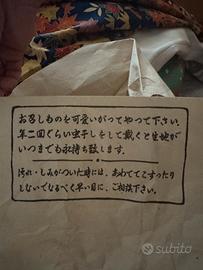 お召しものを可愛いがってやって下さい。
年二回ぐらい虫干しをして戴くと生地が
いつまでも永持ち致します。
汚れ・しみがついた時には、あわててこすったり
しないでなるべく早い目に、ご相談下さい。
subito